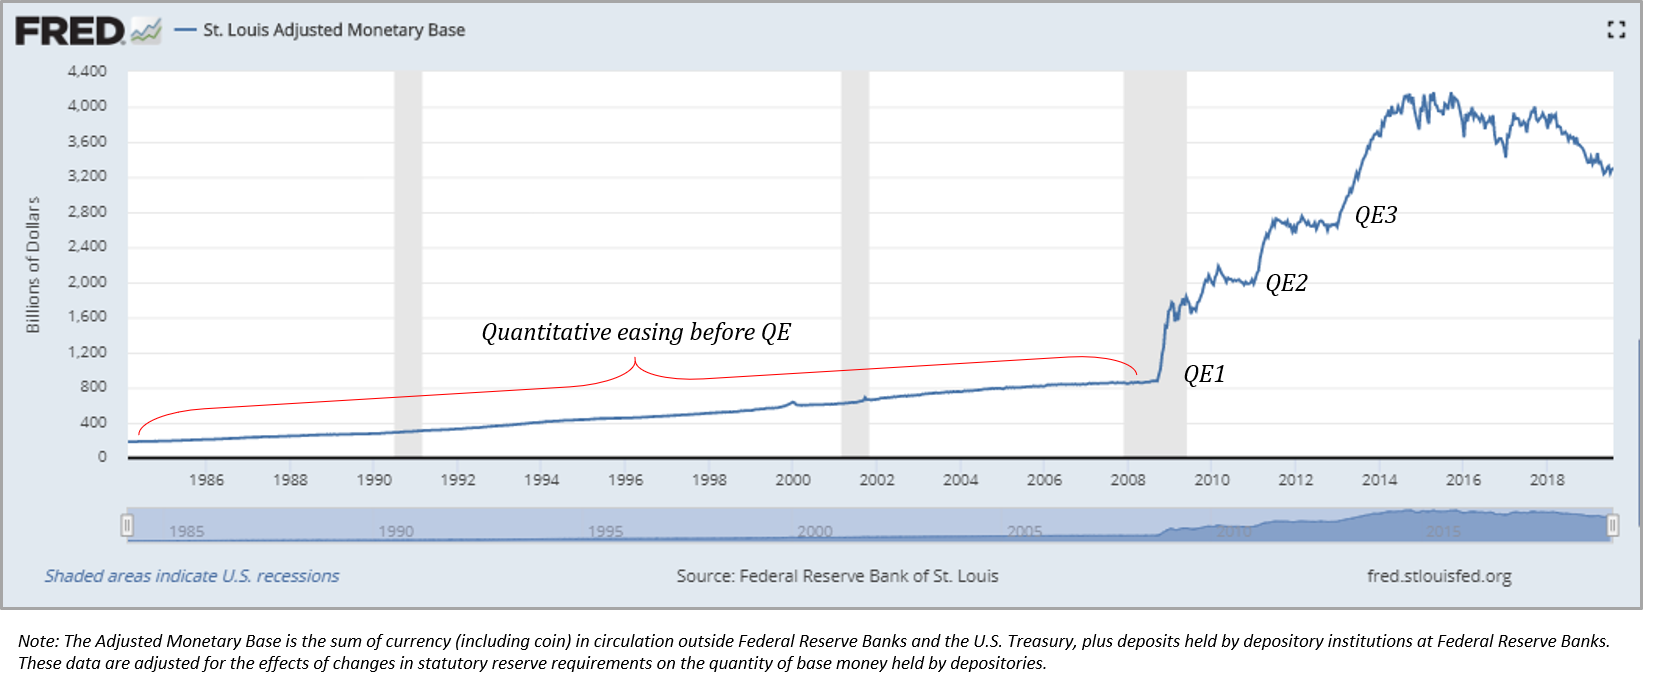 FRED St. Louis Adjusted Monetary Base
4,400
4,000
3,600
3,200
2,800
2,400
2,000
1,600
1,200
800
400
0
Billions of Dollars
Quantitative easing before QE
QE1
QE2
QE3
1986 1988 1990 1992 1994 1996 1998 2000 2002 2004 2006 2008 2010 2012 2014 2016 2018
1985 1990 1995 2000 2005 2010 2015
Shaded areas indicate U.S. recessions Source: Federal Reserve Bank of St. Louis fred.stlouisfed.org
Note: The Adjusted Monetary Base is the sum of currency (including coin) in circulation outside Federal Reserve Banks and the U.S. Treasury, plus deposits held by depository institutions at Federal Reserve Banks.
These data are adjusted for the effects of changes in statutory reserve requirements on the quantity of base money held by depositories.